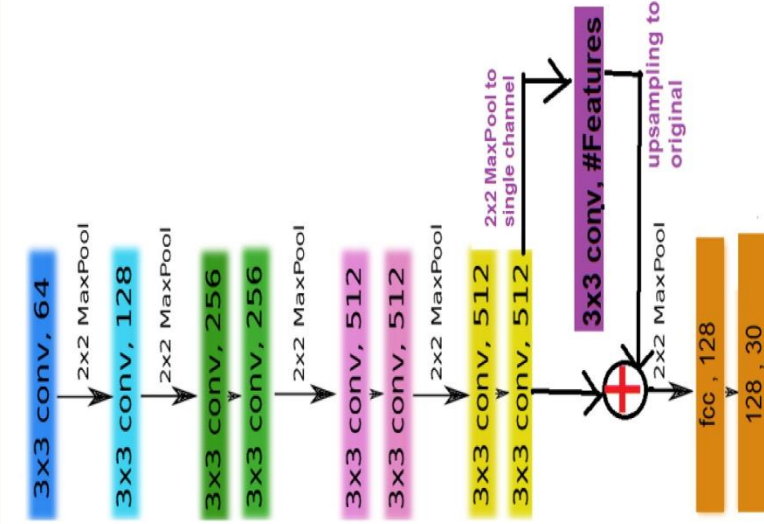 3x3 conv, 64
2x2 MaxPool
3x3 conv, 128
2x2 MaxPool
3x3 conv, 256
3x3 conv, 256
2x2 MaxPool
3x3 conv, 512
3x3 conv, 512
2x2 MaxPool
3x3 conv, 512
3x3 conv, 512
2x2 MaxPool to
single channel
3x3 conv, #Features
upsampling to
original
+
2x2 MaxPool
fcc , 128
128 , 30